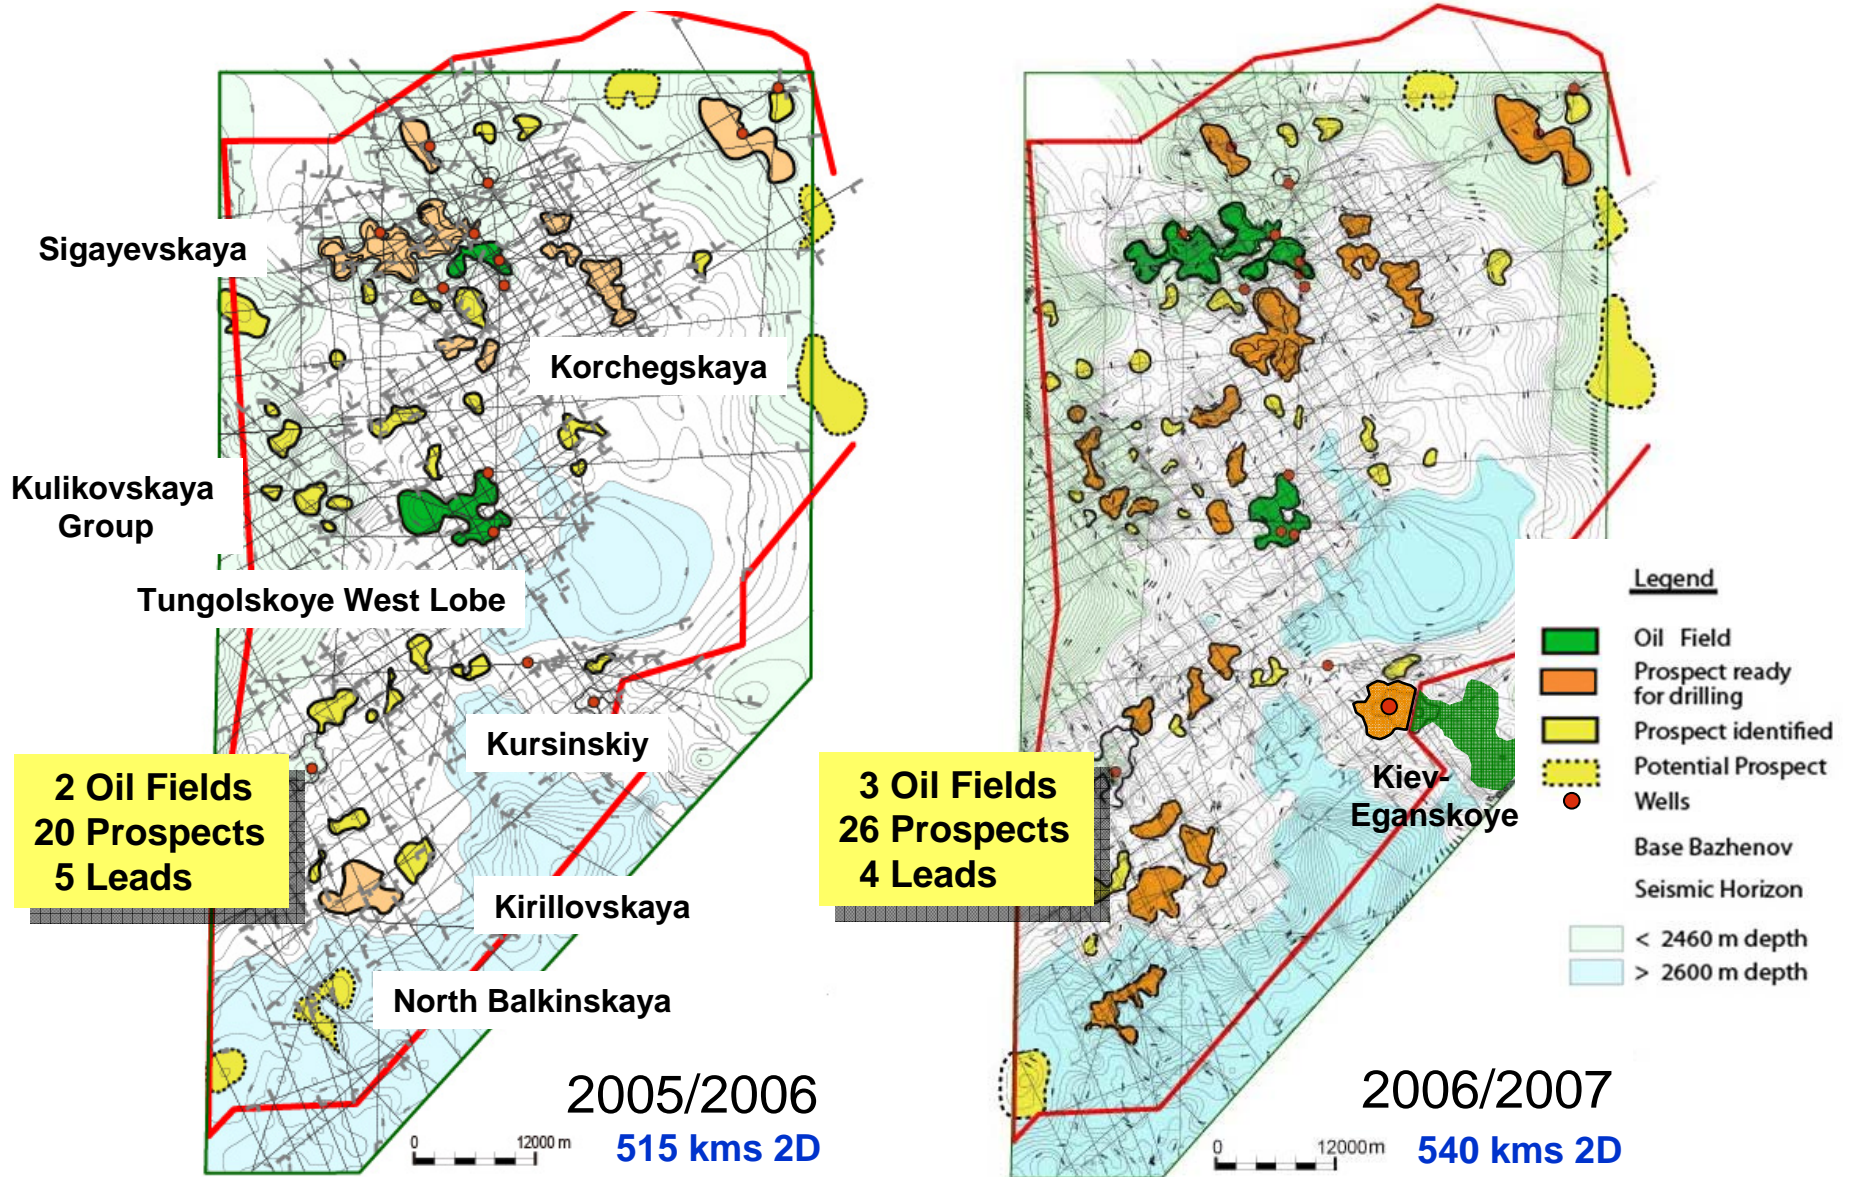 Sigayevskaya
Korchegskaya
Kulikovskaya
Group
Tungolskoye West Lobe
Kursinskiy
2 Oil Fields
20 Prospects
5 Leads
Kirillovskaya
North Balkinskaya
2005/2006
0 12000 m
515 kms 2D
3 Oil Fields
26 Prospects
4 Leads
Kiev-
Eganskoye
2006/2007
0 12000m
540 kms 2D
Legend
Oil Field
Prospect ready
for drilling
Prospect identified
Potential Prospect
Wells
Base Bazhenov
Seismic Horizon
< 2460 m depth
> 2600 m depth